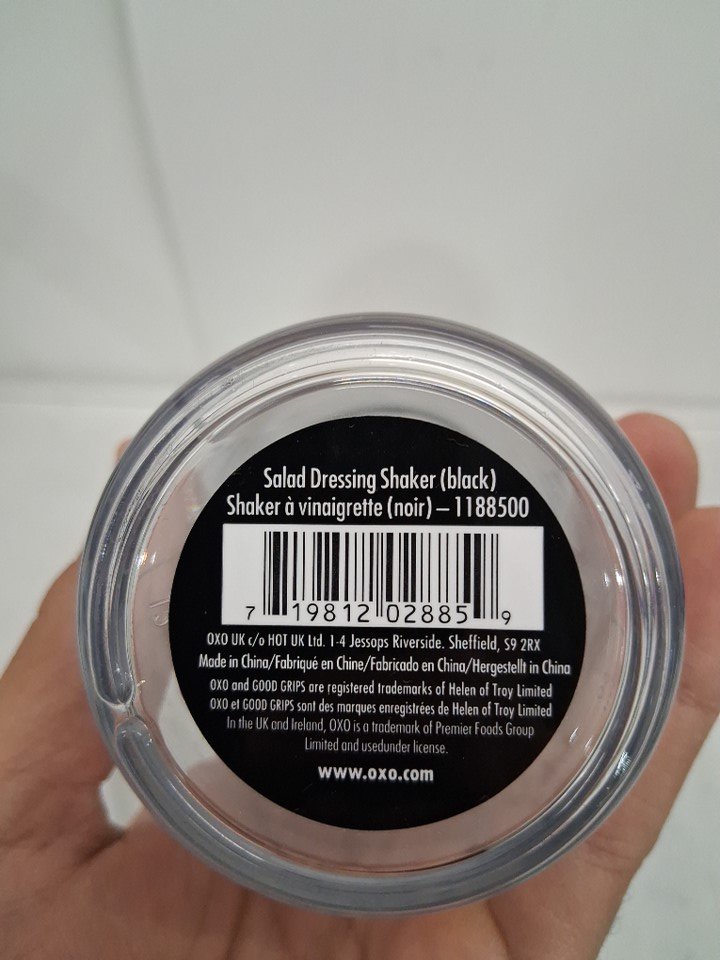 Salad Dressing Shaker (black)
Shaker à vinaigrette (noir) – 1188500
7 19812 02885 9
OXO UK c/o HOT UK Ltd. 1-4 Jessops Riverside. Sheffield, S9 2RX
Made in China/Fabriqué en Chine/Fabricado en China/Hergestellt in China
OXO and GOOD GRIPS are registered trademarks of Helen of Troy Limited
OXO et GOOD GRIPS sont des marques enregistrées de Helen of Troy Limited
In the UK and Ireland, OXO is a trademark of Premier Foods Group
Limited and usedunder license.
www.oxo.com